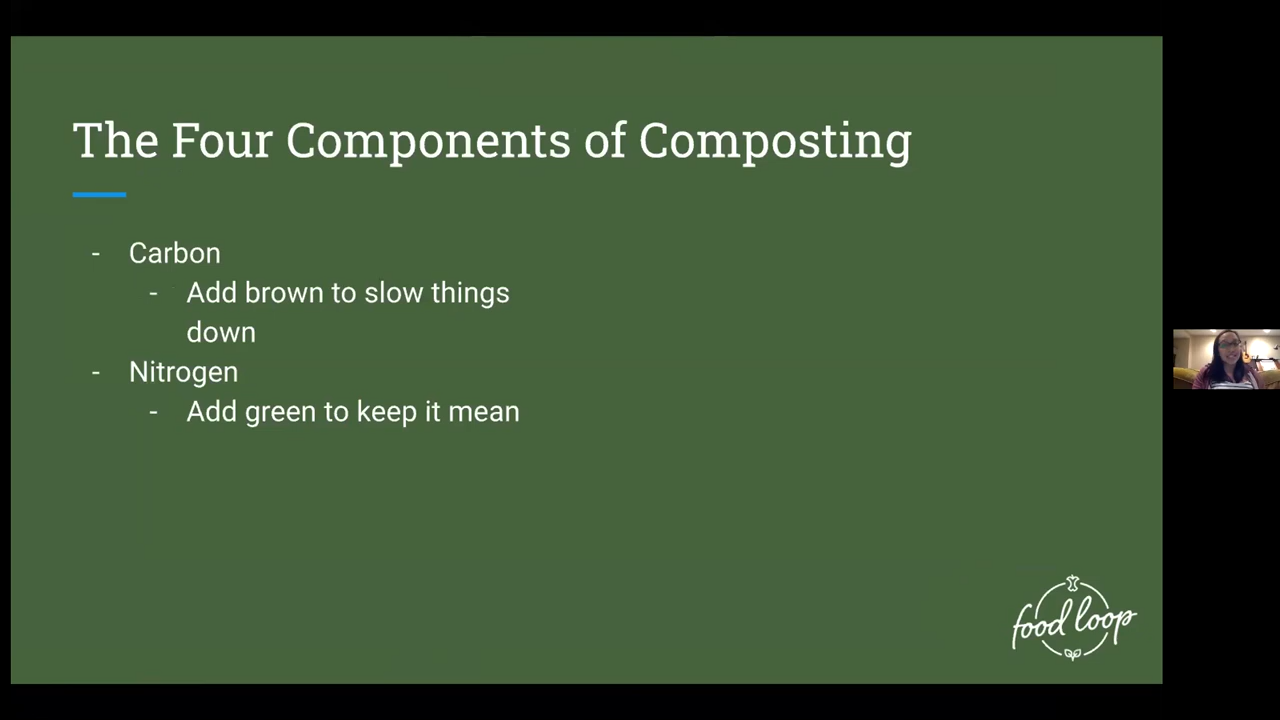 The Four Components of Composting
- Carbon
- Add brown to slow things
down
- Nitrogen
- Add green to keep it mean
food loop